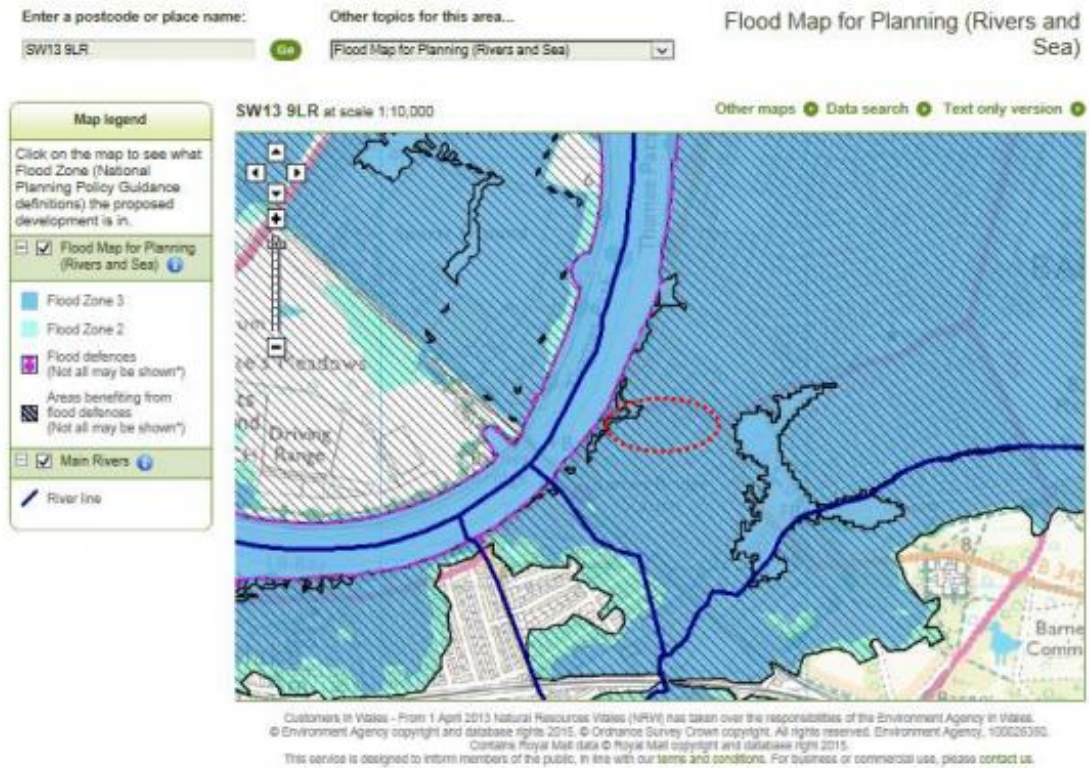 Enter a postcode or place name:
Other topics for this area...
Flood Map for Planning (Rivers and
Sea)
SW13 9LR
Go
Flood Map for Planning (Rivers and Sea)
SW13 9LR at scale 1:10,000
Other maps
Data search
Text only version
Map legend
Click on the map to see what
Flood Zone (National
Planning Policy Guidance
definitions) the proposed
development is in.
Flood Map for Planning
(Rivers and Sea)
Flood Zone 3
Flood Zone 2
Flood defences
(Not all may be shown*)
Areas benefiting from
flood defences
(Not all may be shown*)
Main Rivers
River line
Driving
Range
Barne
Comm
Customers in Wales - From 1 April 2013 Natural Resources Wales (NRW) has taken over the responsibilities of the Environment Agency in Wales.
© Environment Agency copyright and database rights 2015. © Ordnance Survey Crown copyright. All rights reserved. Environment Agency, 100026380.
Contains Royal Mail data © Royal Mail copyright and database right 2015.
This service is designed to inform members of the public, in line with our terms and conditions. For business or commercial use, please contact us.